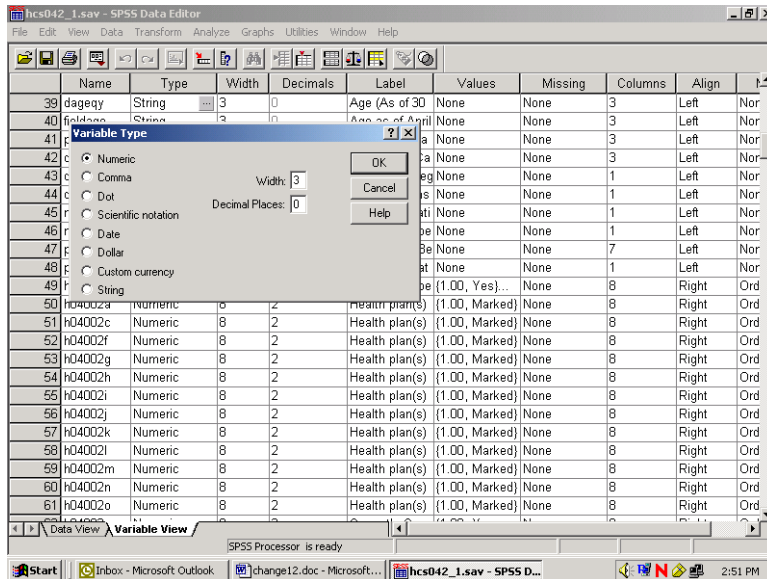 hcs042_1.sav - SPSS Data Editor
File Edit View Data Transform Analyze Graphs Utilities Window Help
Name Type Width Decimals Label Values Missing Columns Align
39 dageqy String ... 3 0 Age (As of 30 None None 3 Left Nor
40 fieldage String 3 0 Age as of April None None 3 Left Nor
41 None None 3 Left Nor
42 None None 3 Left Nor
43 None None 1 Left Nor
44 None None 1 Left Nor
45 None None 1 Left Nor
46 None None 1 Left Nor
47 None None 7 Left Nor
48 None None 1 Left Nor
49 {1.00, Yes}... None 8 Right Ord
Variable Type
Numeric
Comma
Dot
Scientific notation
Date
Dollar
Custom currency
String
Width: 3
Decimal Places: 0
OK
Cancel
Help
50 h04002a Numeric 8 2 Health plan(s) {1.00, Marked} None 8 Right Ord
51 h04002c Numeric 8 2 Health plan(s) {1.00, Marked} None 8 Right Ord
52 h04002f Numeric 8 2 Health plan(s) {1.00, Marked} None 8 Right Ord
53 h04002g Numeric 8 2 Health plan(s) {1.00, Marked} None 8 Right Ord
54 h04002h Numeric 8 2 Health plan(s) {1.00, Marked} None 8 Right Ord
55 h04002i Numeric 8 2 Health plan(s) {1.00, Marked} None 8 Right Ord
56 h04002j Numeric 8 2 Health plan(s) {1.00, Marked} None 8 Right Ord
57 h04002k Numeric 8 2 Health plan(s) {1.00, Marked} None 8 Right Ord
58 h04002l Numeric 8 2 Health plan(s) {1.00, Marked} None 8 Right Ord
59 h04002m Numeric 8 2 Health plan(s) {1.00, Marked} None 8 Right Ord
60 h04002n Numeric 8 2 Health plan(s) {1.00, Marked} None 8 Right Ord
61 h04002o Numeric 8 2 Health plan(s) {1.00, Marked} None 8 Right Ord
Data View Variable View
SPSS Processor is ready
Start Inbox - Microsoft Outlook change12.doc - Microsoft... hcs042_1.sav - SPSS D... 2:51 PM